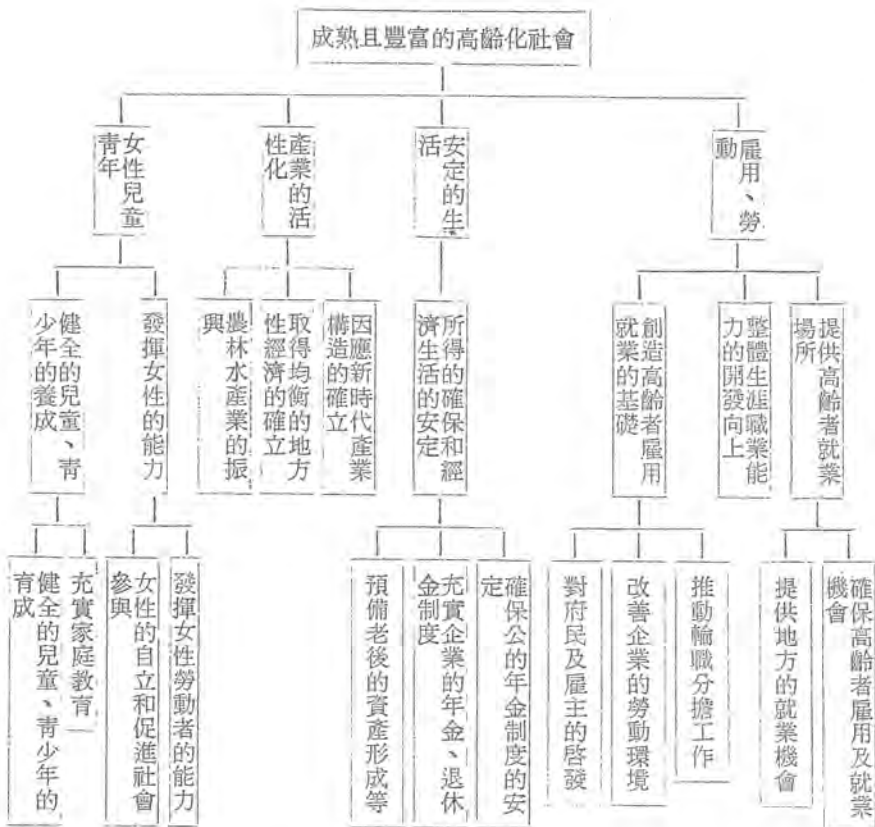 成熟且豐富的高齡化社會
雇用、勞
動
安定的生
活
產業的活
性化
女性兒童
靑年
提供高齡者就業
場所
整體生涯職業能
力的開發向上
創造高齡者雇用
就業的基礎
所得的確保和經
濟生活的安定
因應新時代產業
構造的確立
取得均衡的地方
性經濟的確立
農林水產業的振
興
發揮女性的能力
健全的兒童、靑
少年的養成
確保高齡者雇用及就業
機會
提供地方的就業機會
推動輪職分擔工作
改善企業的勞動環境
對府民及雇主的啓發
確保公的年金制度的安
定
充實企業的年金、退休
金制度
預備老後的資產形成等
發揮女性勞動者的能力
女性的自立和促進社會
參與
充實家庭教育
健全的兒童、靑少年的
育成